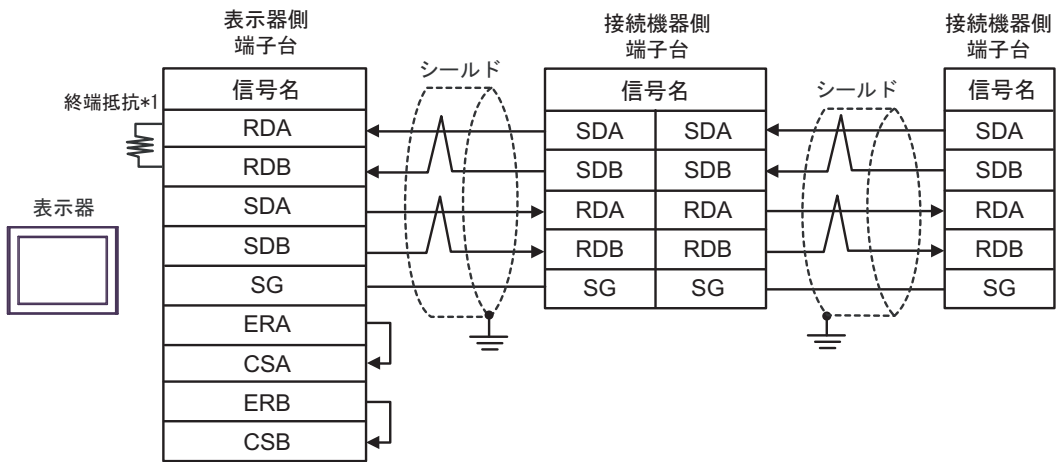 表示器側
端子台
接続機器側
端子台
接続機器側
端子台
シールド
シールド
終端抵抗*1
表示器
信号名
RDA
RDB
SDA
SDB
SG
ERA
CSA
ERB
CSB
信号名
SDA SDA
SDB SDB
RDA RDA
RDB RDB
SG SG
信号名
SDA
SDB
RDA
RDB
SG